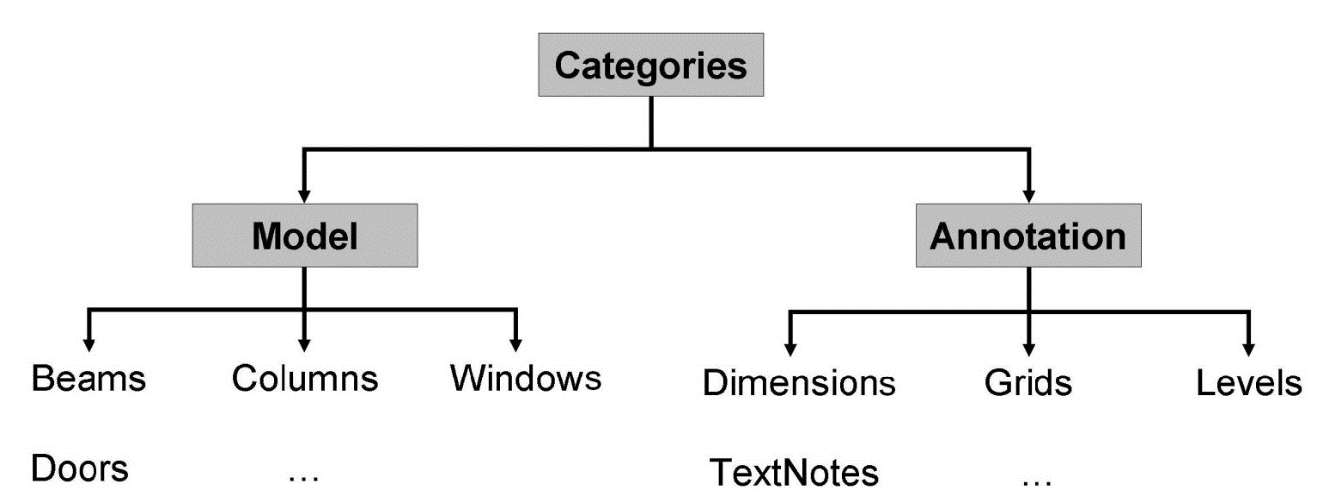 Categories
Model
Annotation
Beams Columns Windows
Dimensions Grids Levels
Doors ...
TextNotes ...